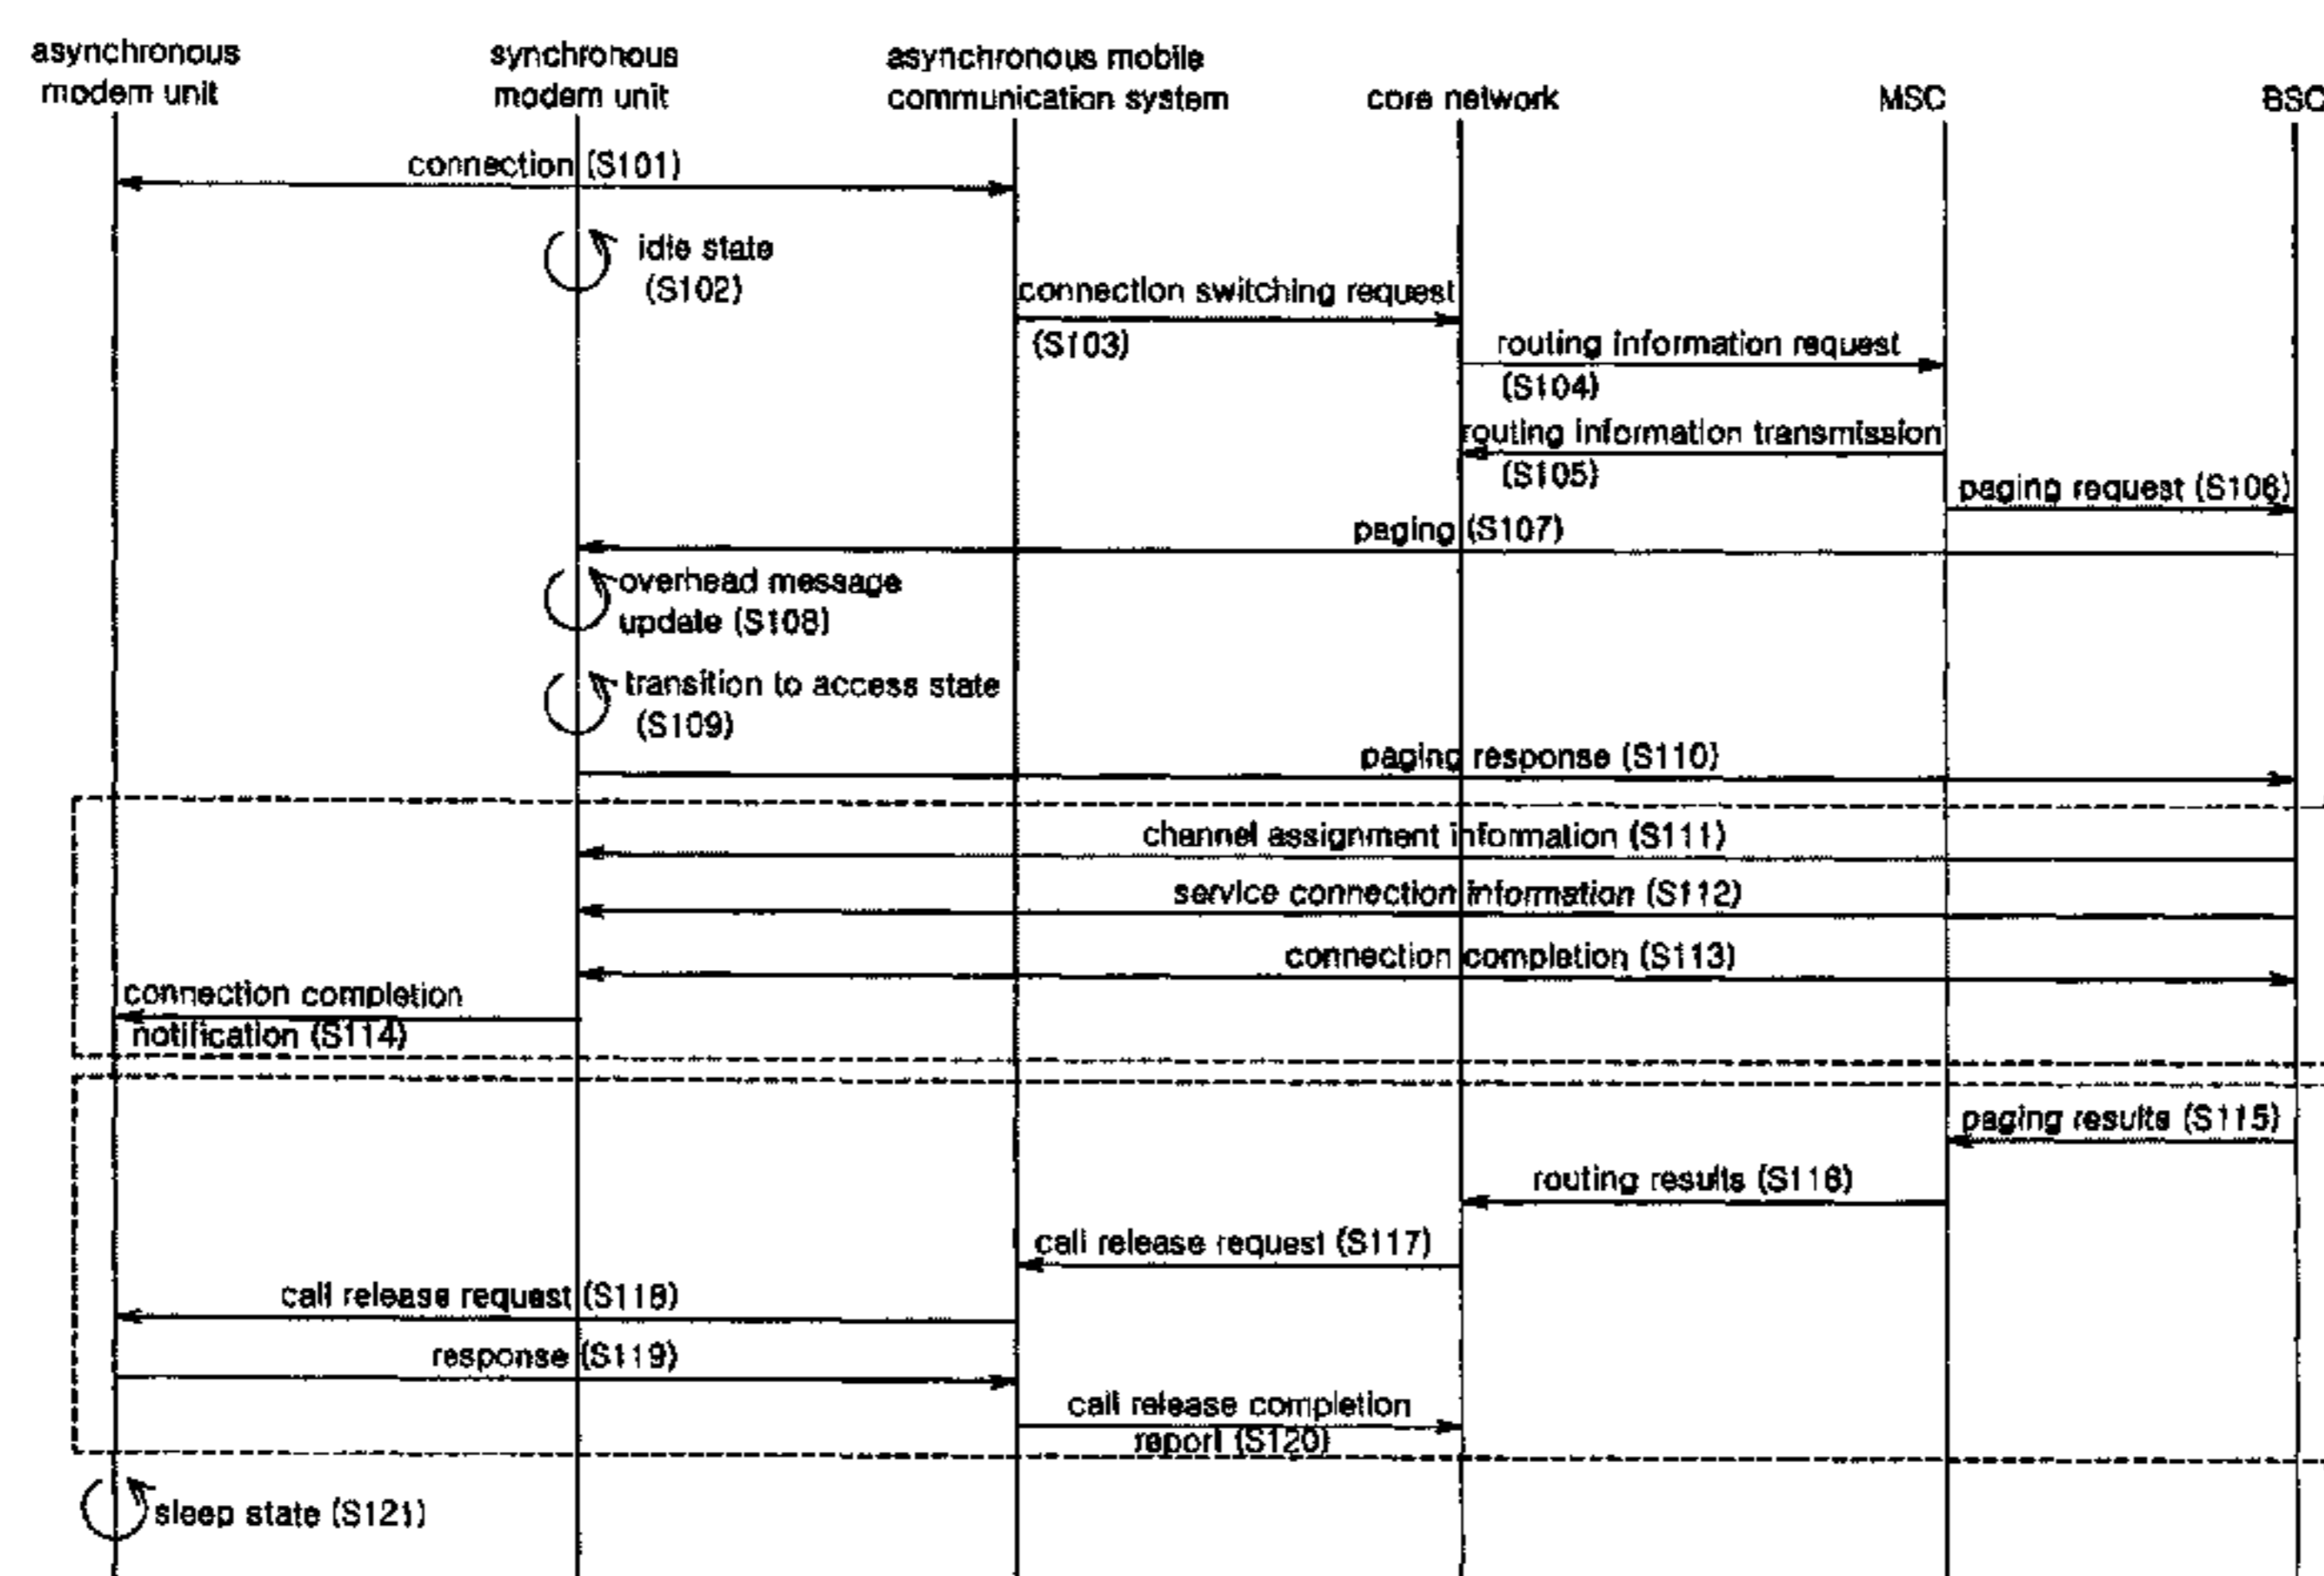 asynchronous
modem unit
synchronous
modem unit
asynchronous mobile
communication system
core network
MSC
BSC
connection (S101)
idle state
(S102)
connection switching request
(S103)
routing information request
(S104)
routing information transmission
(S105)
paging request (S106)
paging (S107)
overhead message
update (S108)
transition to access state
(S109)
paging response (S110)
channel assignment information (S111)
service connection information (S112)
connection completion (S113)
connection completion
notification (S114)
paging results (S115)
routing results (S116)
call release request (S117)
call release request (S118)
response (S119)
call release completion
report (S120)
sleep state (S121)